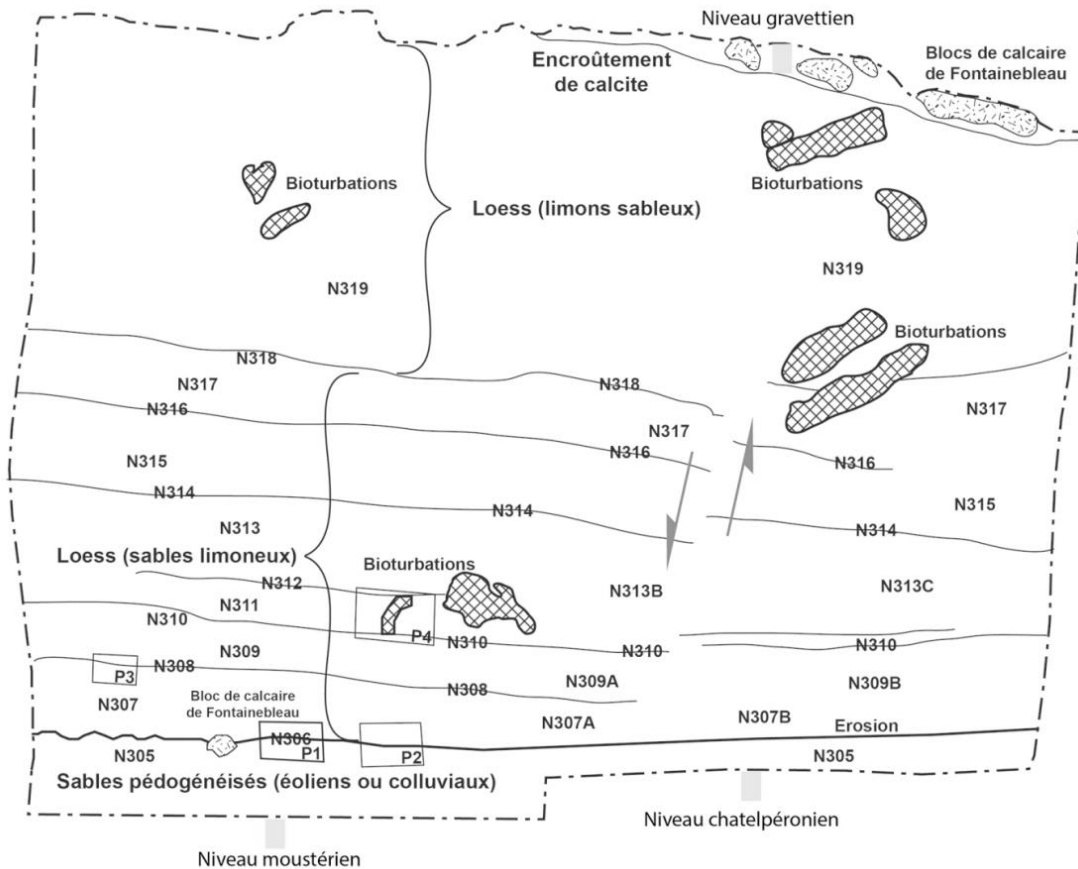 Niveau gravettien
Encroûtement
de calcite
Blocs de calcaire
de Fontainebleau
Bioturbations
Bioturbations
Loess (limons sableux)
N319
N319
Bioturbations
N318
N318
N317
N317
N316
N317
N316
N316
N315
N315
N314
N314
N314
N313
Loess (sables limoneux)
Bioturbations
N312
N313B
N313C
N311
N310
P4
N310
N310
N310
N309
N308
P3
N309A
N309B
N308
N307
Bloc de calcaire
de Fontainebleau
N307A
N307B
Erosion
N306
P1
P2
N305
N305
Sables pédogénéisés (éoliens ou colluviaux)
Niveau chatelpéronien
Niveau moustérien